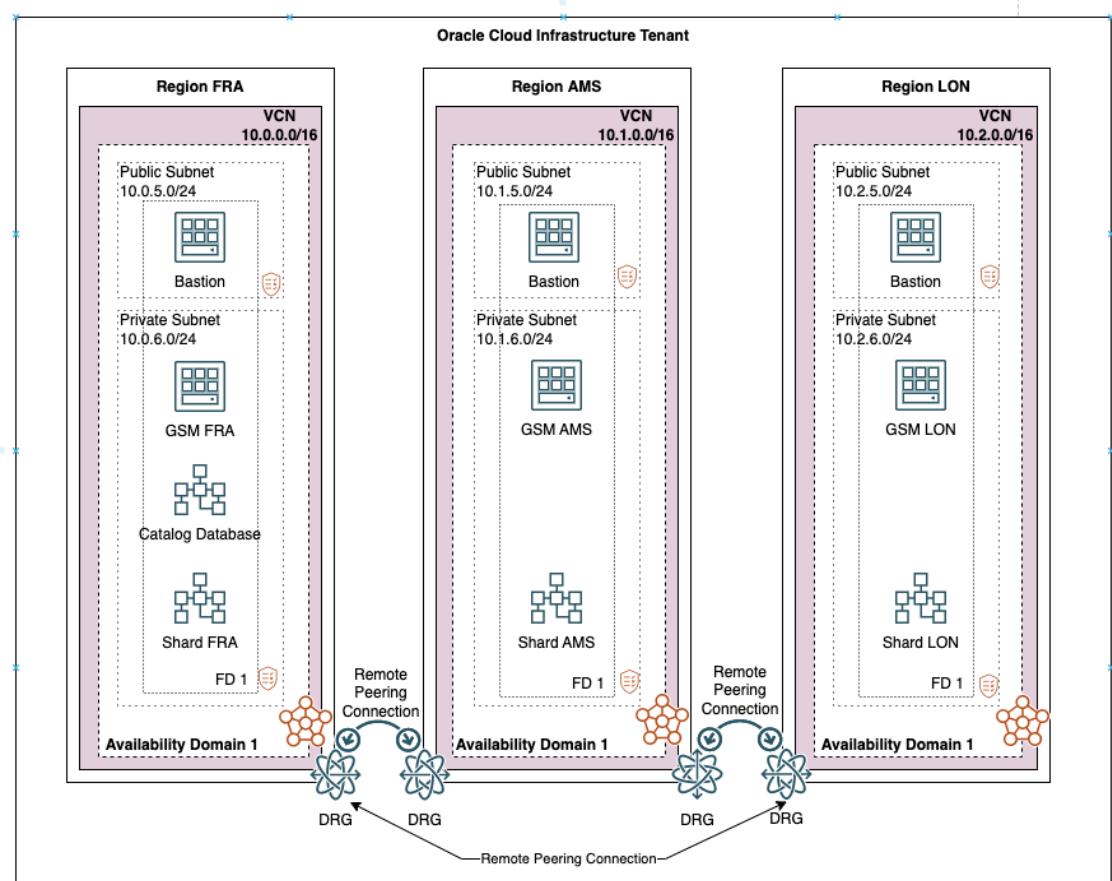 Oracle Cloud Infrastructure Tenant
Region FRA
VCN
10.0.0.0/16
Public Subnet
10.0.5.0/24
Bastion
Private Subnet
10.0.6.0/24
GSM FRA
Catalog Database
Shard FRA
FD 1
Availability Domain 1
Region AMS
VCN
10.1.0.0/16
Public Subnet
10.1.5.0/24
Bastion
Private Subnet
10.1.6.0/24
GSM AMS
Shard AMS
FD 1
Availability Domain 1
Region LON
VCN
10.2.0.0/16
Public Subnet
10.2.5.0/24
Bastion
Private Subnet
10.2.6.0/24
GSM LON
Shard LON
FD 1
Availability Domain 1
Remote
Peering
Connection
Remote
Peering
Connection
DRG
DRG
DRG
DRG
Remote Peering Connection